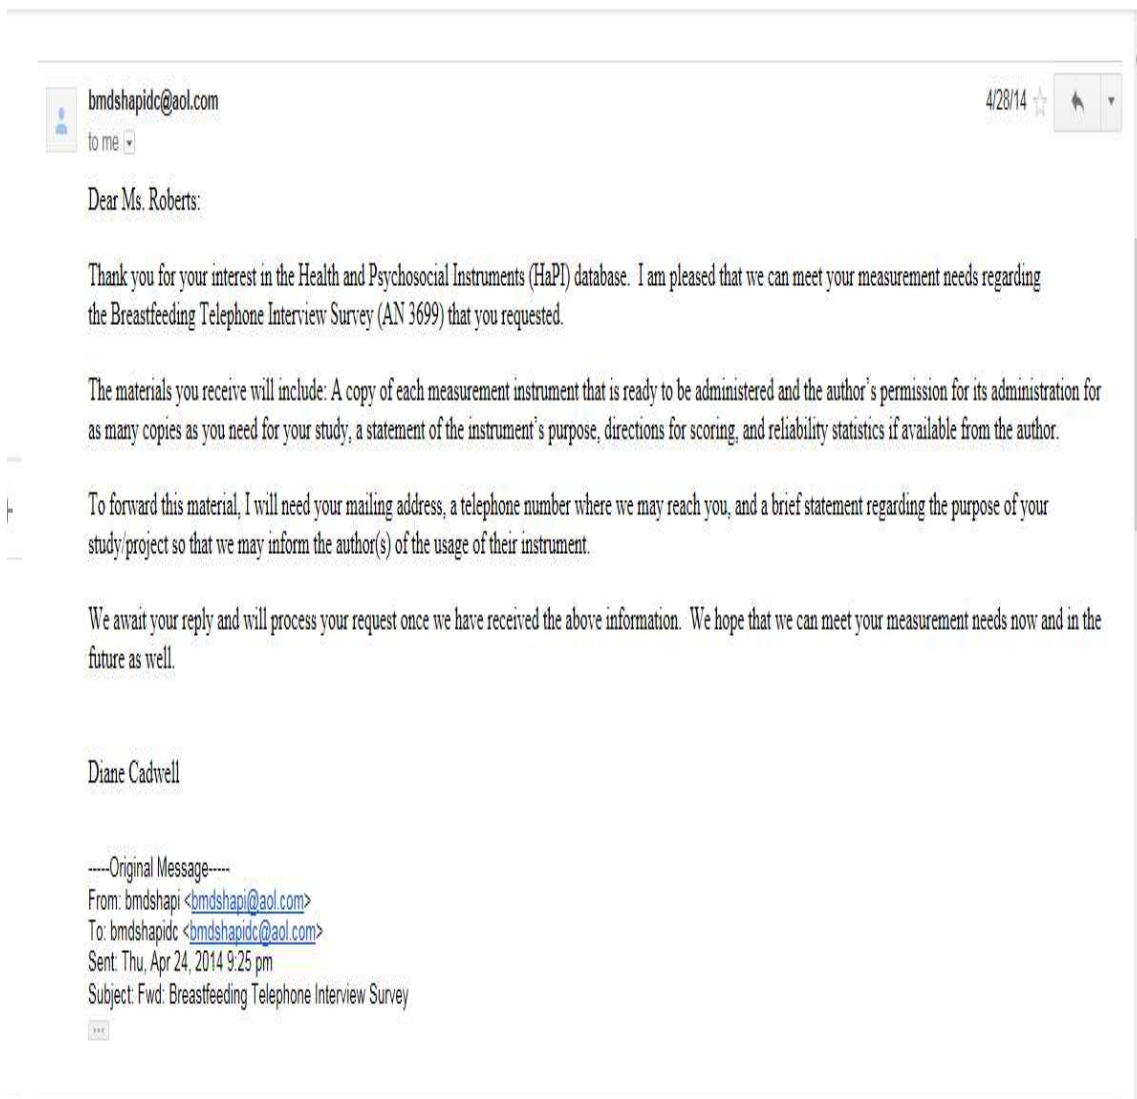 bmdshapidc@aol.com
4/28/14
to me
Dear Ms. Roberts:
Thank you for your interest in the Health and Psychosocial Instruments (HaPI) database.  I am pleased that we can meet your measurement needs regarding
the Breastfeeding Telephone Interview Survey (AN 3699) that you requested.
The materials you receive will include: A copy of each measurement instrument that is ready to be administered and the author's permission for its administration for
as many copies as you need for your study, a statement of the instrument's purpose, directions for scoring, and reliability statistics if available from the author.
To forward this material, I will need your mailing address, a telephone number where we may reach you, and a brief statement regarding the purpose of your
study/project so that we may inform the author(s) of the usage of their instrument.
We await your reply and will process your request once we have received the above information.  We hope that we can meet your measurement needs now and in the
future as well.
Diane Cadwell
-----Original Message-----
From: bmdshapi <bmdshapi@aol.com>
To: bmdshapidc <bmdshapidc@aol.com>
Sent: Thu, Apr 24, 2014 9:25 pm
Subject: Fwd: Breastfeeding Telephone Interview Survey